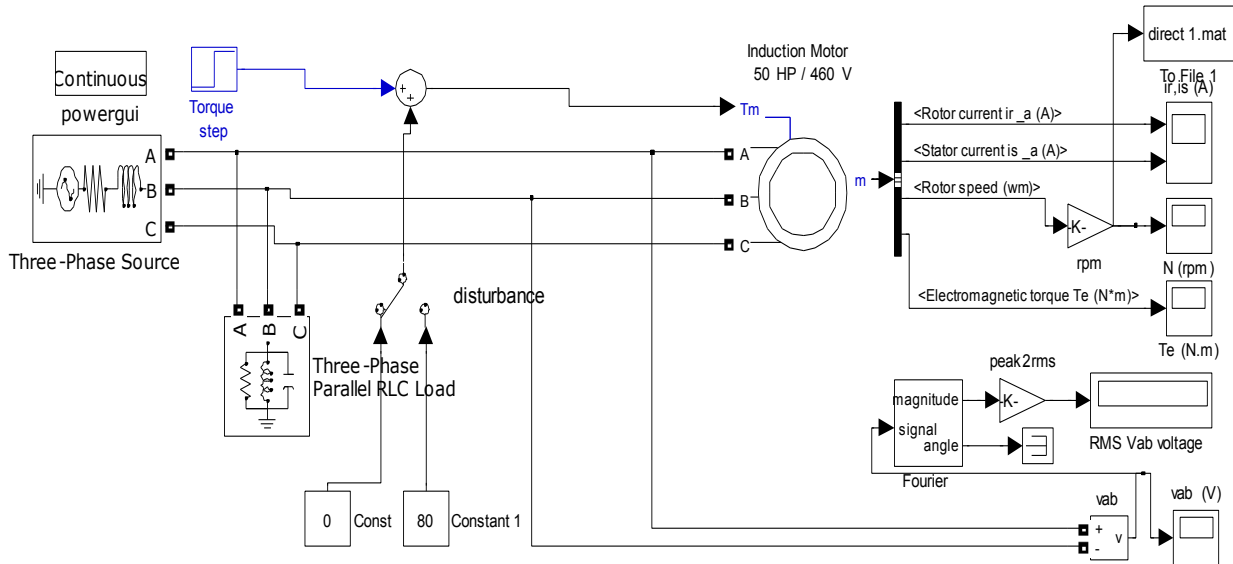 direct 1.mat
To File 1
Continuous
powergui
Torque
step
+
+
Induction Motor
50 HP / 460 V
Tm
ir,is (A)
<Rotor current ir _a (A)>
<Stator current is _a (A)>
<Rotor speed (wm)>
<Electromagnetic torque Te (N*m)>
m
A
B
C
A
B
C
Three-Phase Source
-K-
rpm
N (rpm )
Te (N.m)
disturbance
A
B
C
Three-Phase
Parallel RLC Load
0
Const
80
Constant 1
peak2rms
magnitude
signal
angle
Fourier
-K-
RMS Vab voltage
vab
+
-
v
vab (V)